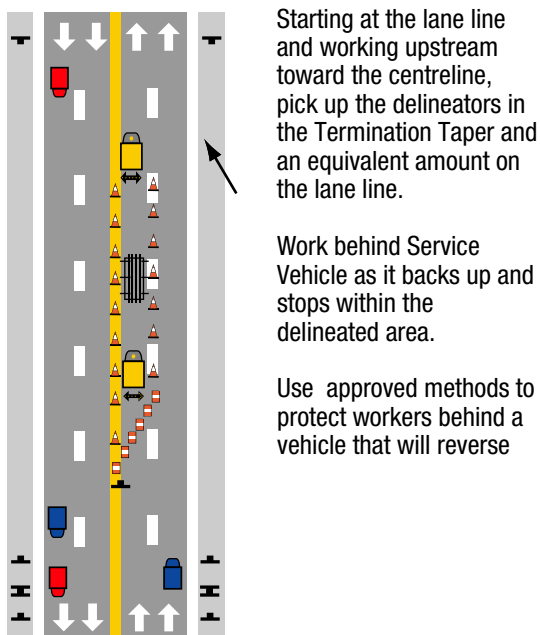 Starting at the lane line
and working upstream
toward the centreline,
pick up the delineators in
the Termination Taper and
an equivalent amount on
the lane line.
Work behind Service
Vehicle as it backs up and
stops within the
delineated area.
Use approved methods to
protect workers behind a
vehicle that will reverse